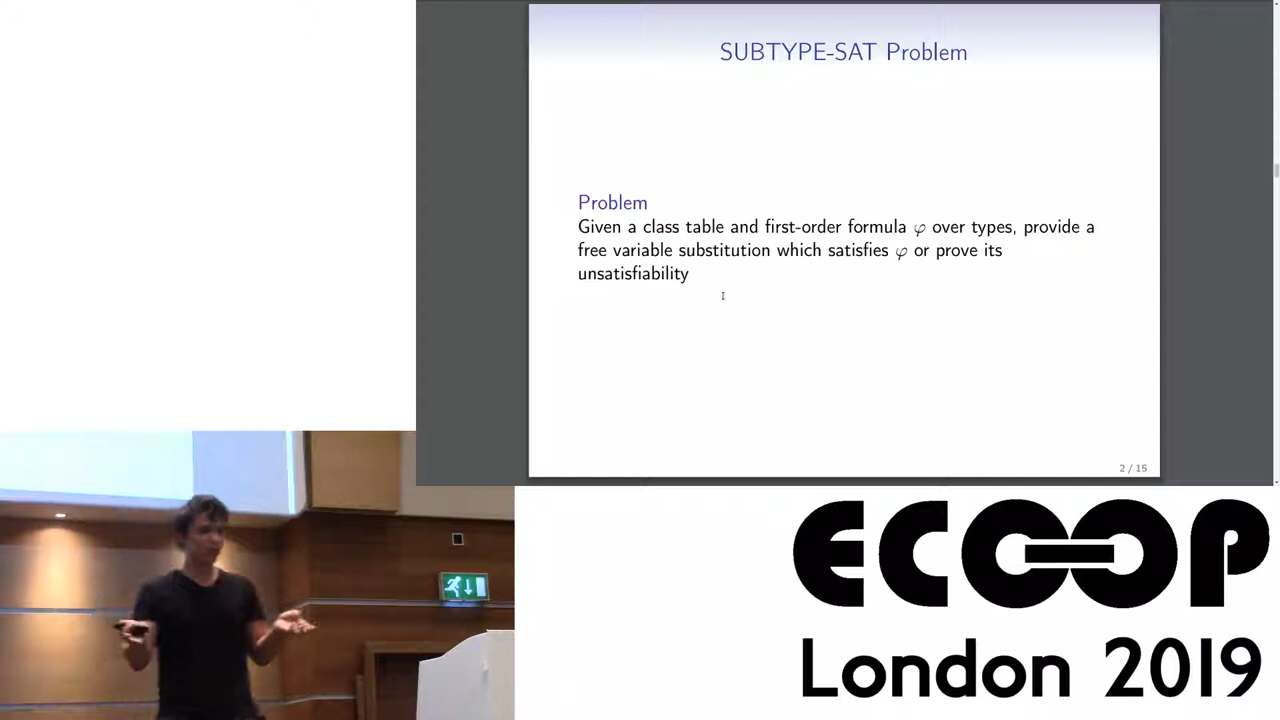 SUBTYPE-SAT Problem
Problem
Given a class table and first-order formula φ over types, provide a
free variable substitution which satisfies φ or prove its
unsatisfiability
2 / 15
ECOOP
London 2019